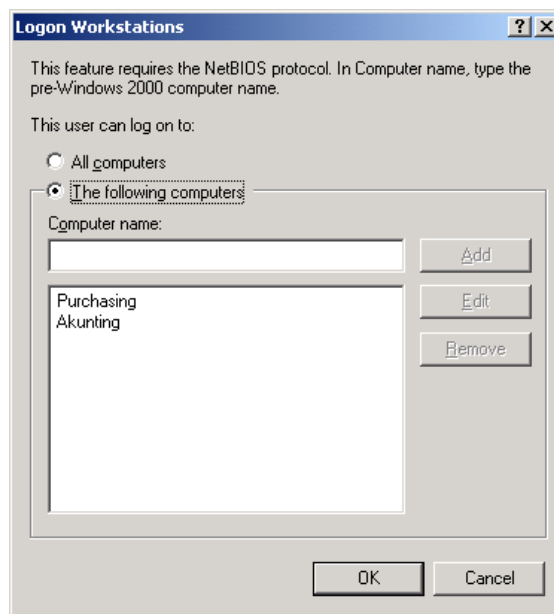 Logon Workstations
This feature requires the NetBIOS protocol. In Computer name, type the
pre-Windows 2000 computer name.
This user can log on to:
All computers
The following computers
Computer name:
Add
Purchasing
Akunting
Edit
Remove
OK
Cancel